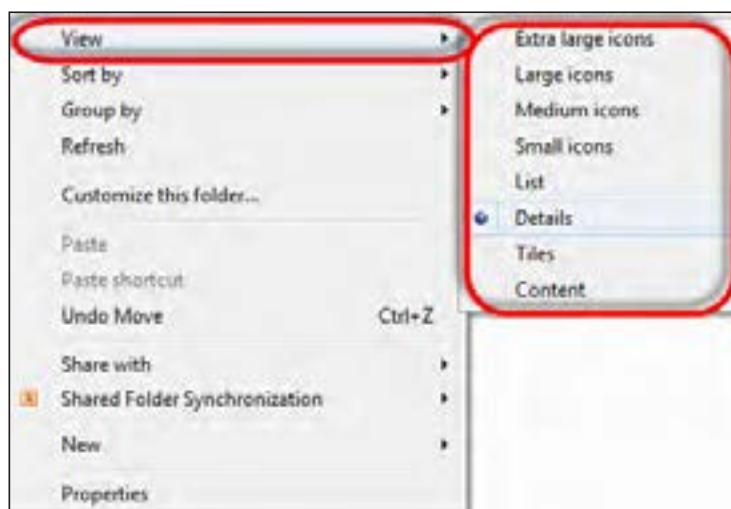 View
Sort by
Group by
Refresh
Customize this folder...
Paste
Paste shortcut
Undo Move Ctrl+Z
Share with
Shared Folder Synchronization
New
Properties
Extra large icons
Large icons
Medium icons
Small icons
List
Details
Tiles
Content